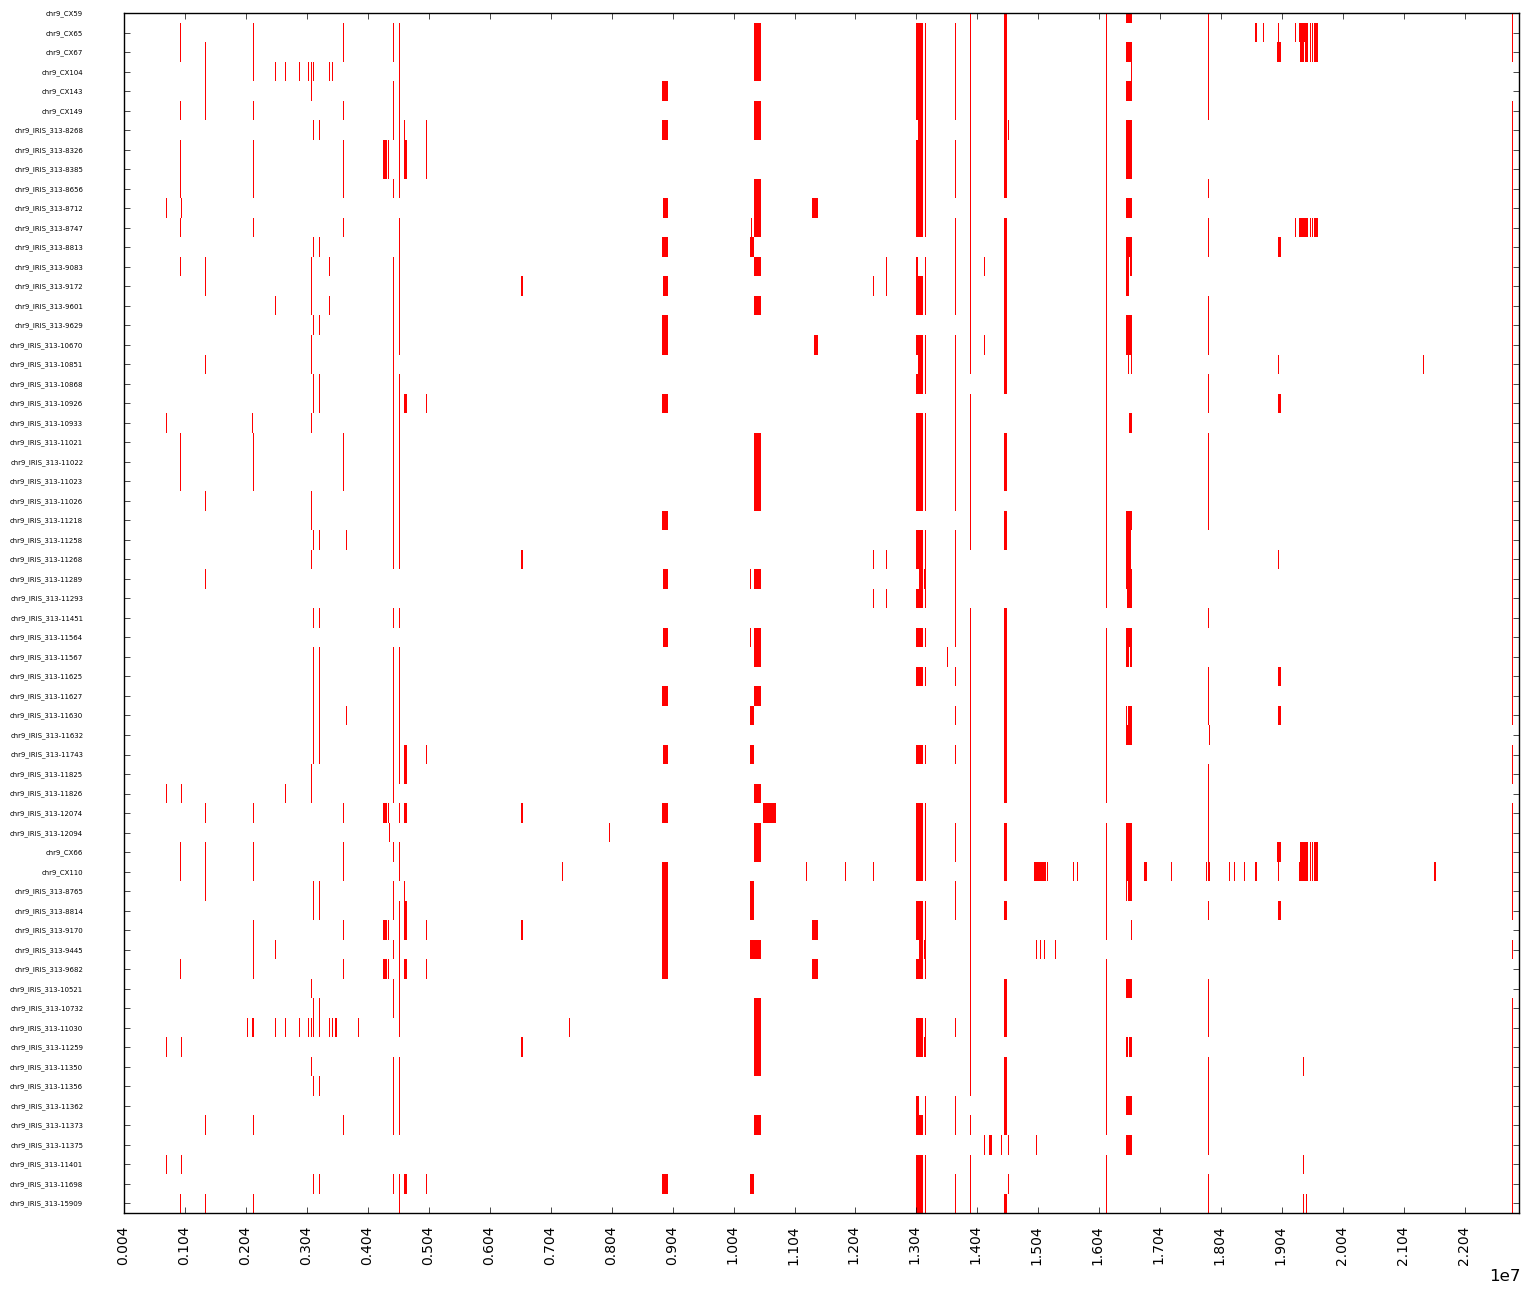 chr9_CX59
chr9_CX65
chr9_CX67
chr9_CX104
chr9_CX143
chr9_CX149
chr9_IRIS_313-8268
chr9_IRIS_313-8326
chr9_IRIS_313-8385
chr9_IRIS_313-8656
chr9_IRIS_313-8712
chr9_IRIS_313-8747
chr9_IRIS_313-8813
chr9_IRIS_313-9083
chr9_IRIS_313-9172
chr9_IRIS_313-9601
chr9_IRIS_313-9629
chr9_IRIS_313-10670
chr9_IRIS_313-10851
chr9_IRIS_313-10868
chr9_IRIS_313-10926
chr9_IRIS_313-10933
chr9_IRIS_313-11021
chr9_IRIS_313-11022
chr9_IRIS_313-11023
chr9_IRIS_313-11026
chr9_IRIS_313-11218
chr9_IRIS_313-11258
chr9_IRIS_313-11268
chr9_IRIS_313-11289
chr9_IRIS_313-11293
chr9_IRIS_313-11451
chr9_IRIS_313-11564
chr9_IRIS_313-11567
chr9_IRIS_313-11625
chr9_IRIS_313-11627
chr9_IRIS_313-11630
chr9_IRIS_313-11632
chr9_IRIS_313-11743
chr9_IRIS_313-11825
chr9_IRIS_313-11826
chr9_IRIS_313-12074
chr9_IRIS_313-12094
chr9_CX66
chr9_CX110
chr9_IRIS_313-8765
chr9_IRIS_313-8814
chr9_IRIS_313-9170
chr9_IRIS_313-9445
chr9_IRIS_313-9682
chr9_IRIS_313-10521
chr9_IRIS_313-10732
chr9_IRIS_313-11030
chr9_IRIS_313-11259
chr9_IRIS_313-11350
chr9_IRIS_313-11356
chr9_IRIS_313-11362
chr9_IRIS_313-11373
chr9_IRIS_313-11375
chr9_IRIS_313-11401
chr9_IRIS_313-11698
chr9_IRIS_313-15909
0.004 0.104 0.204 0.304 0.404 0.504 0.604 0.704 0.804 0.904 1.004 1.104 1.204 1.304 1.404 1.504 1.604 1.704 1.804 1.904 2.004 2.104 2.204
1e7